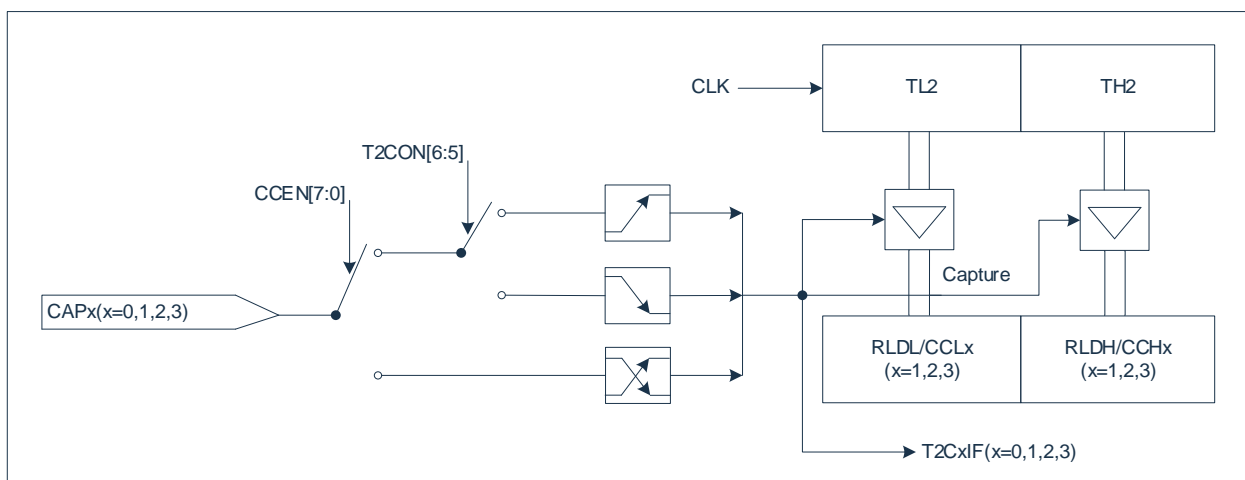 CLK
TL2
TH2
T2CON[6:5]
CCEN[7:0]
Capture
CAPx(x=0,1,2,3)
RLDL/CCLx
(x=1,2,3)
RLDH/CCHx
(x=1,2,3)
T2CxIF(x=0,1,2,3)